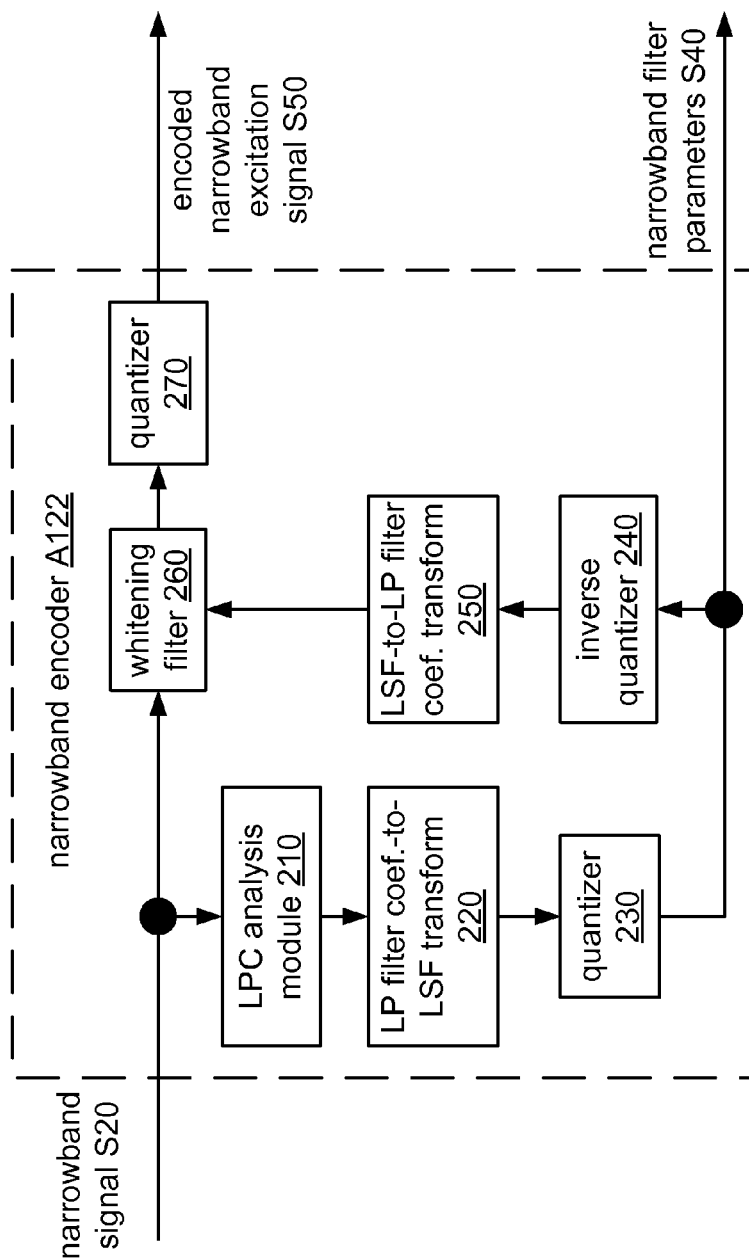 narrowband
signal S20
narrowband encoder A122
LPC analysis
module 210
LP filter coef.-to-
LSF transform
220
quantizer
230
inverse
quantizer 240
LSF-to-LP filter
coef. transform
250
whitening
filter 260
quantizer
270
encoded
narrowband
excitation
signal S50
narrowband filter
parameters S40